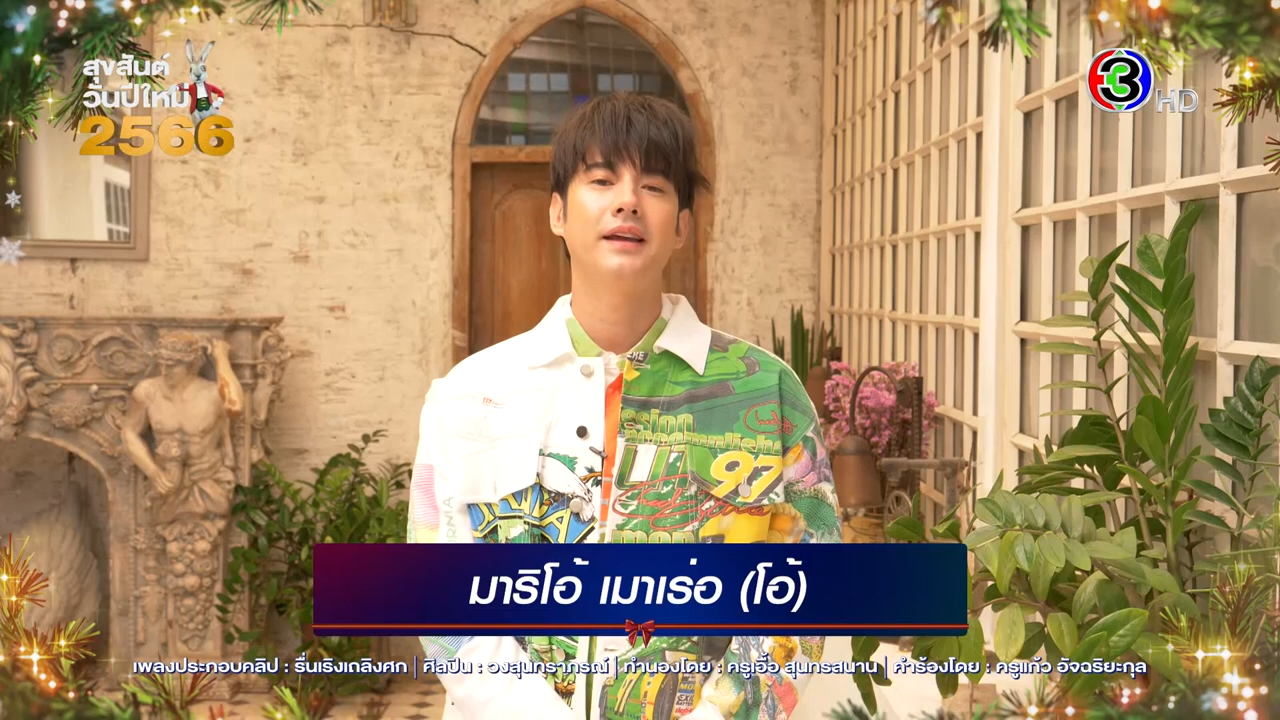 สุขสันต์
วันปีใหม่
2566
3 HD
ession
accomplishe
97
มาริโอ้ เมาเร่อ (โอ้)
เพลงประกอบคลิป : รื่นเริงเถลิงศก | ศิลปิน : วงสุนทราภรณ์ | ทำนองโดย : ครูเอื้อ สุนทรสนาน | คำร้องโดย : ครูแก้ว อัจฉริยะกุล